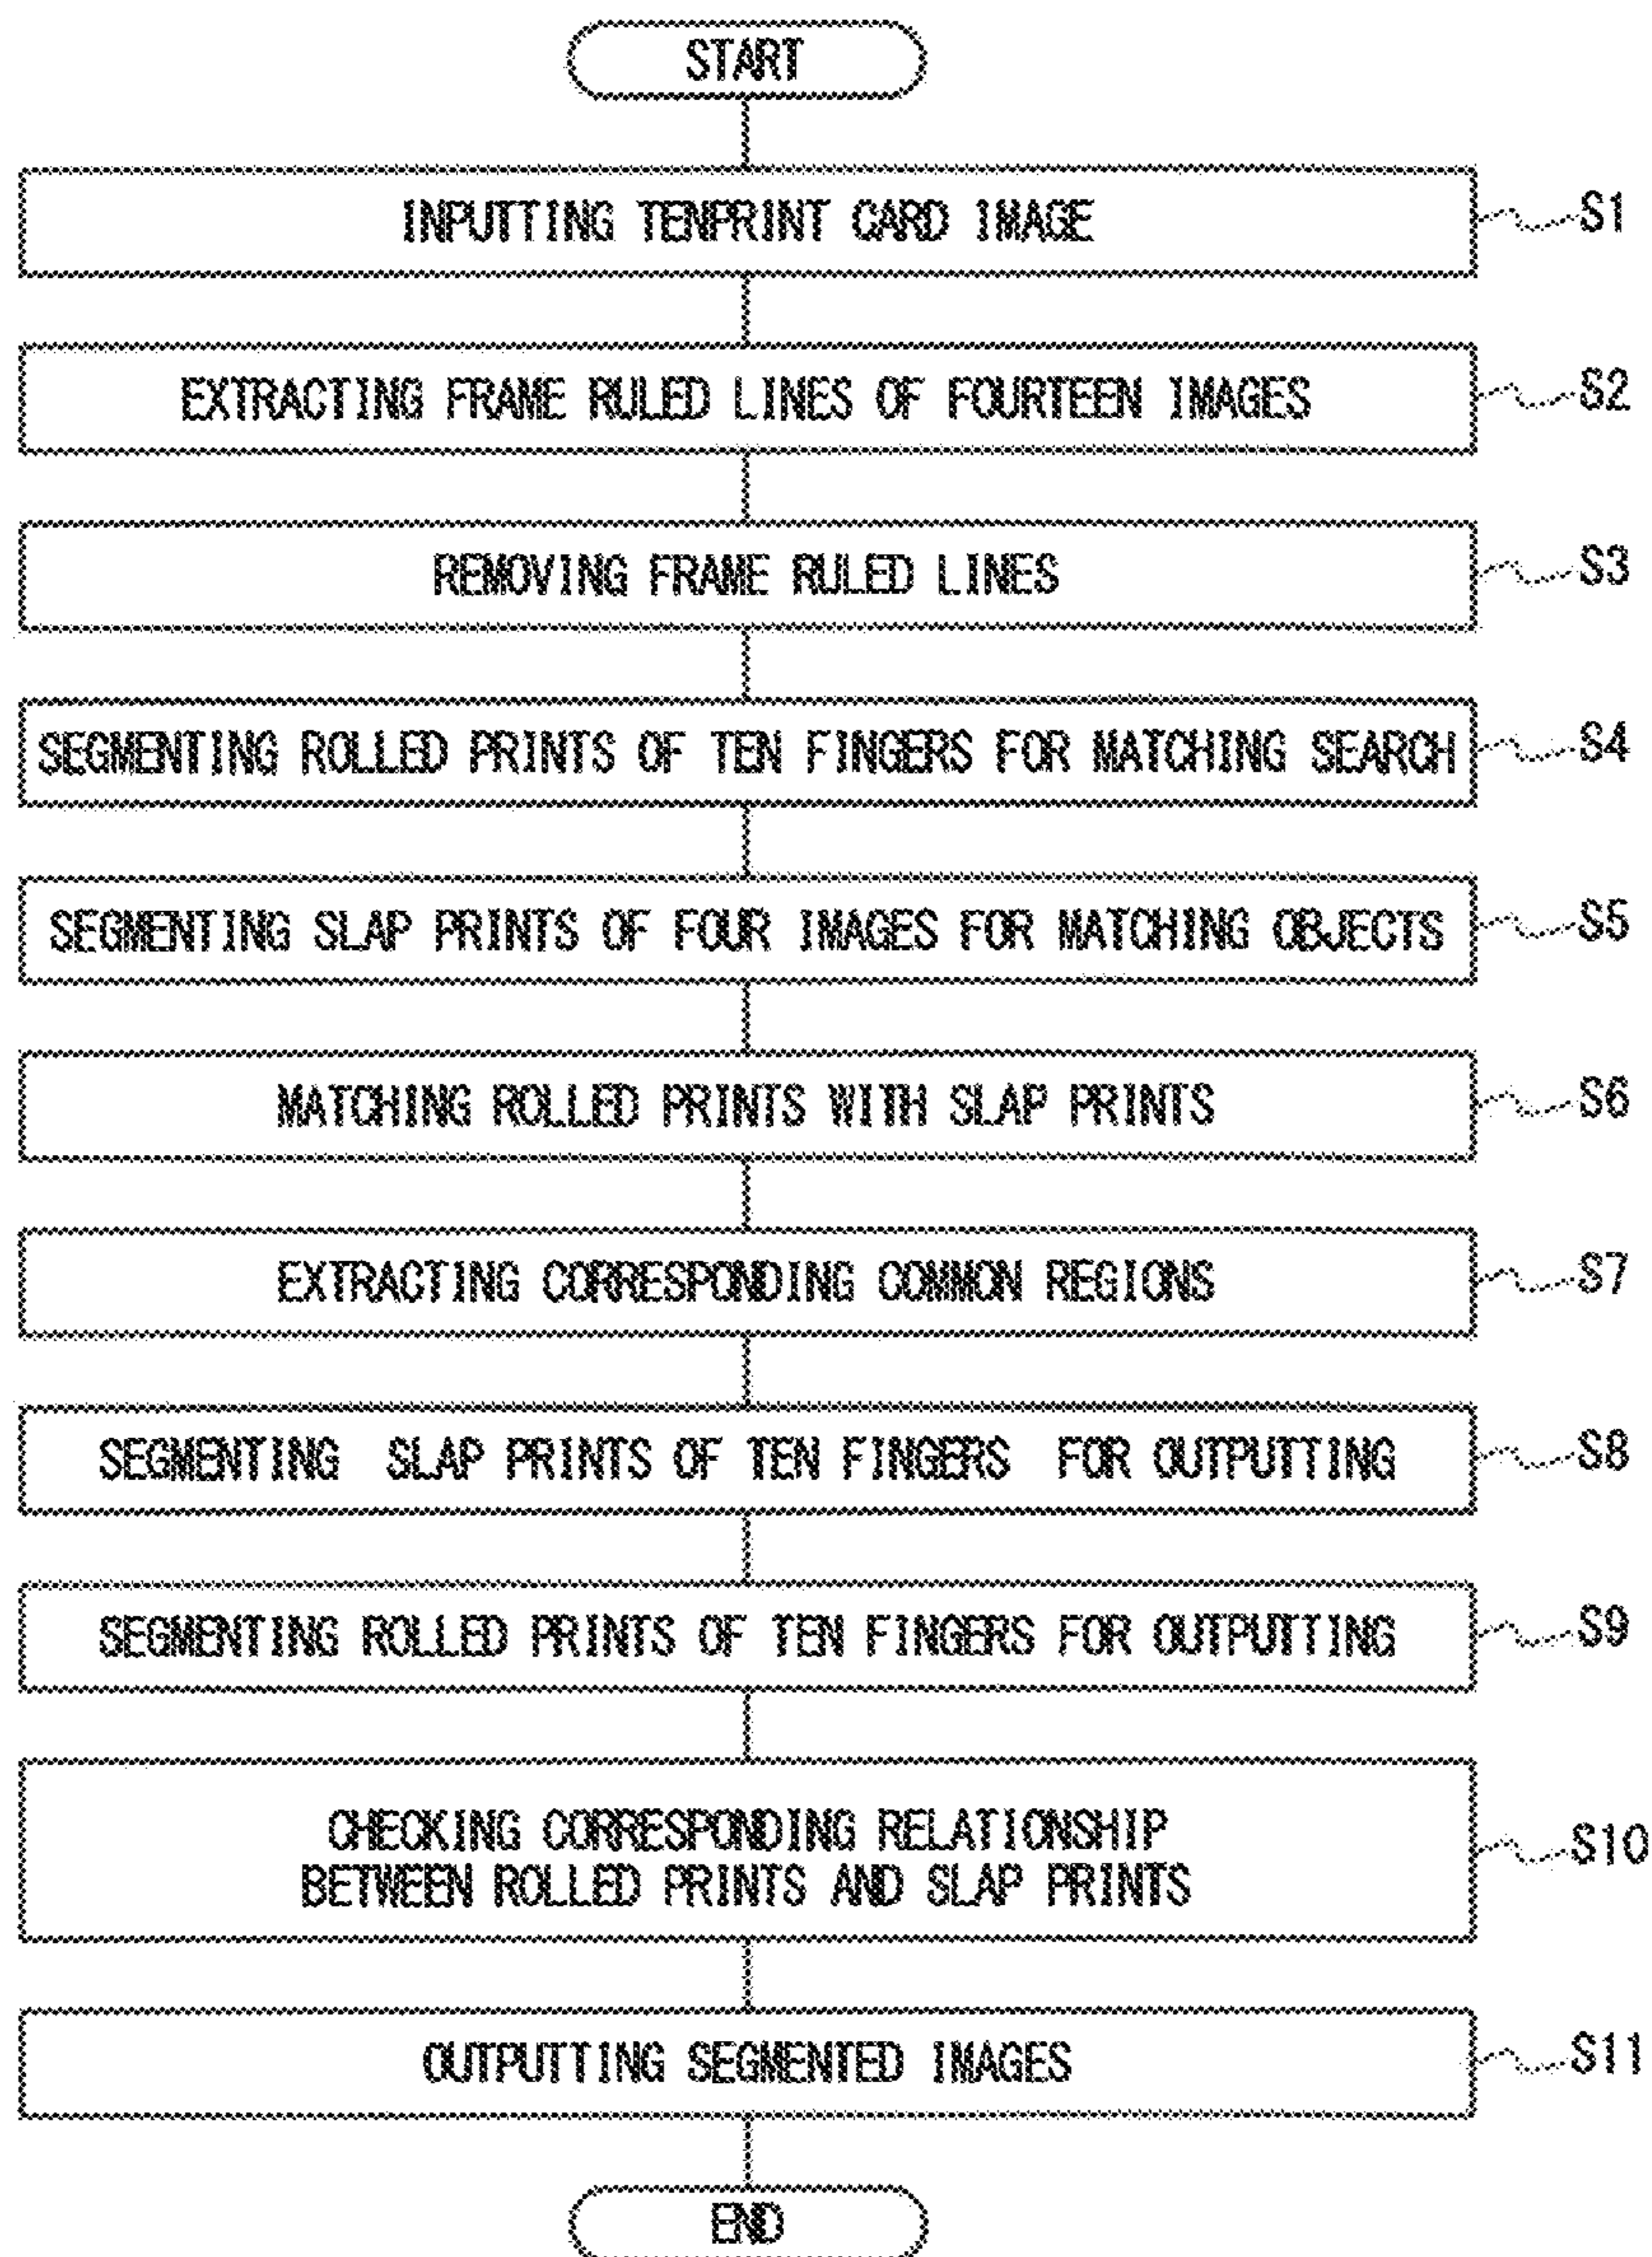 START
INPUTTING TENPRINT CARD IMAGE
S1
EXTRACTING FRAME RULED LINES OF FOURTEEN IMAGES
S2
REMOVING FRAME RULED LINES
S3
SEGMENTING ROLLED PRINTS OF TEN FINGERS FOR MATCHING SEARCH
S4
SEGMENTING SLAP PRINTS OF FOUR IMAGES FOR MATCHING OBJECTS
S5
MATCHING ROLLED PRINTS WITH SLAP PRINTS
S6
EXTRACTING CORRESPONDING COMMON REGIONS
S7
SEGMENTING SLAP PRINTS OF TEN FINGERS FOR OUTPUTTING
S8
SEGMENTING ROLLED PRINTS OF TEN FINGERS FOR OUTPUTTING
S9
CHECKING CORRESPONDING RELATIONSHIP
BETWEEN ROLLED PRINTS AND SLAP PRINTS
S10
OUTPUTTING SEGMENTED IMAGES
S11
END